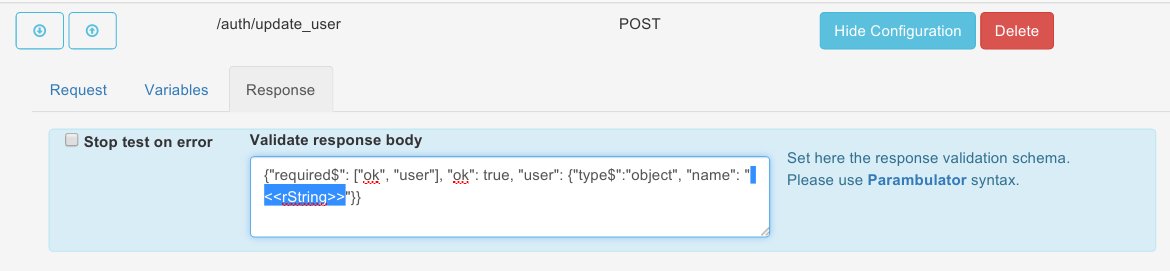 /auth/update_user POST Hide Configuration Delete
Request Variables Response
Stop test on error Validate response body
{"required$": ["ok", "user"], "ok": true, "user": {"type$":"object", "name": "
<<rString>>"}}
Set here the response validation schema.
Please use Parambulator syntax.